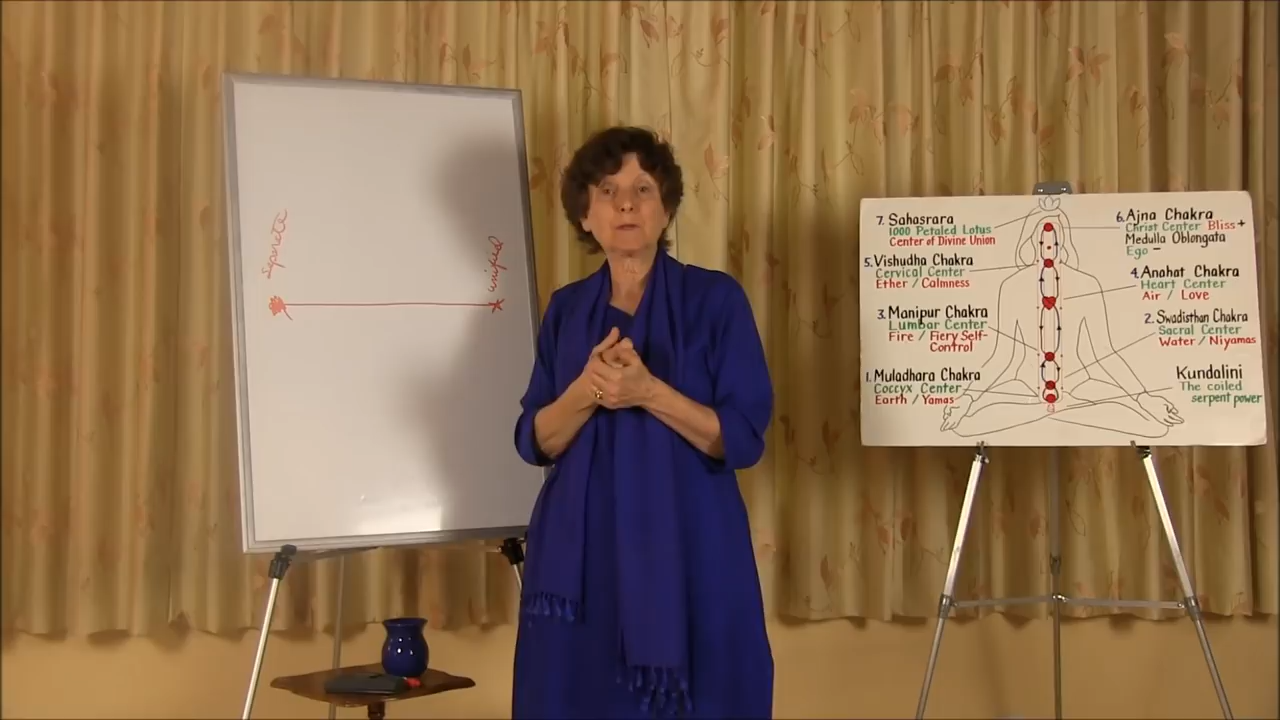 separate
unified
7. Sahasrara
1000 Petaled Lotus
Center of Divine Union
6. Ajna Chakra
Christ Center Bliss +
Medulla Oblongata
Ego -
5. Vishudha Chakra
Cervical Center
Ether / Calmness
4. Anahat Chakra
Heart Center
Air / Love
3. Manipur Chakra
Lumbar Center
Fire / Fiery Self-
Control
2. Swadisthan Chakra
Sacral Center
Water / Niyamas
1. Muladhara Chakra
Coccyx Center
Earth / Yamas
Kundalini
The coiled
serpent power